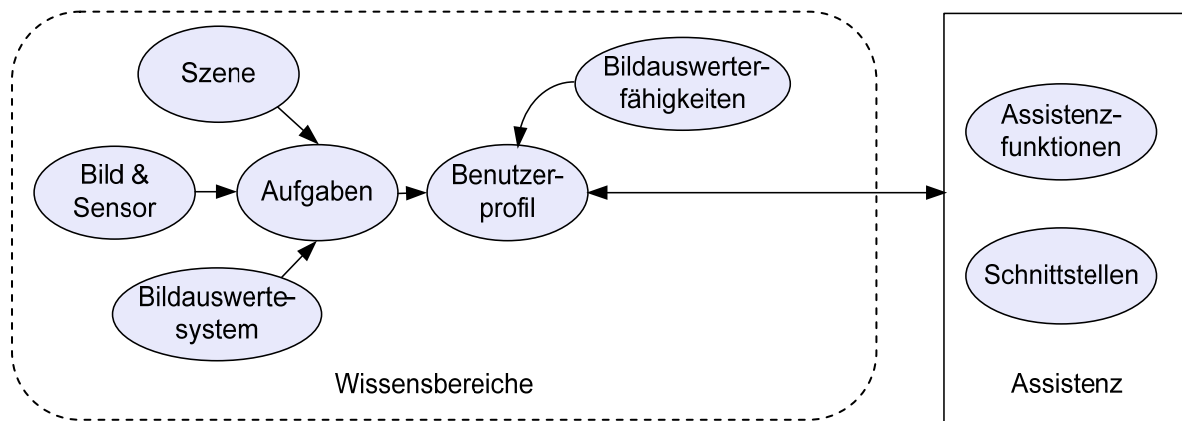 Szene
Bild &
Sensor
Aufgaben
Bildauswerte-
system
Benutzer-
profil
Bildauswerter-
fähigkeiten
Wissensbereiche
Assistenz-
funktionen
Schnittstellen
Assistenz